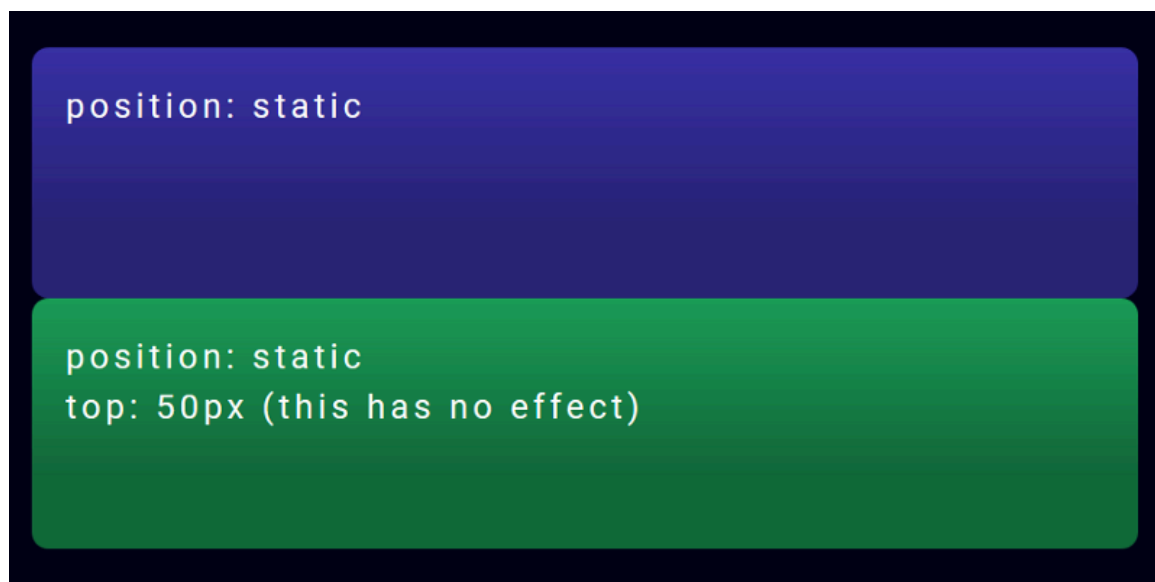 position: static
position: static
top: 50px (this has no effect)